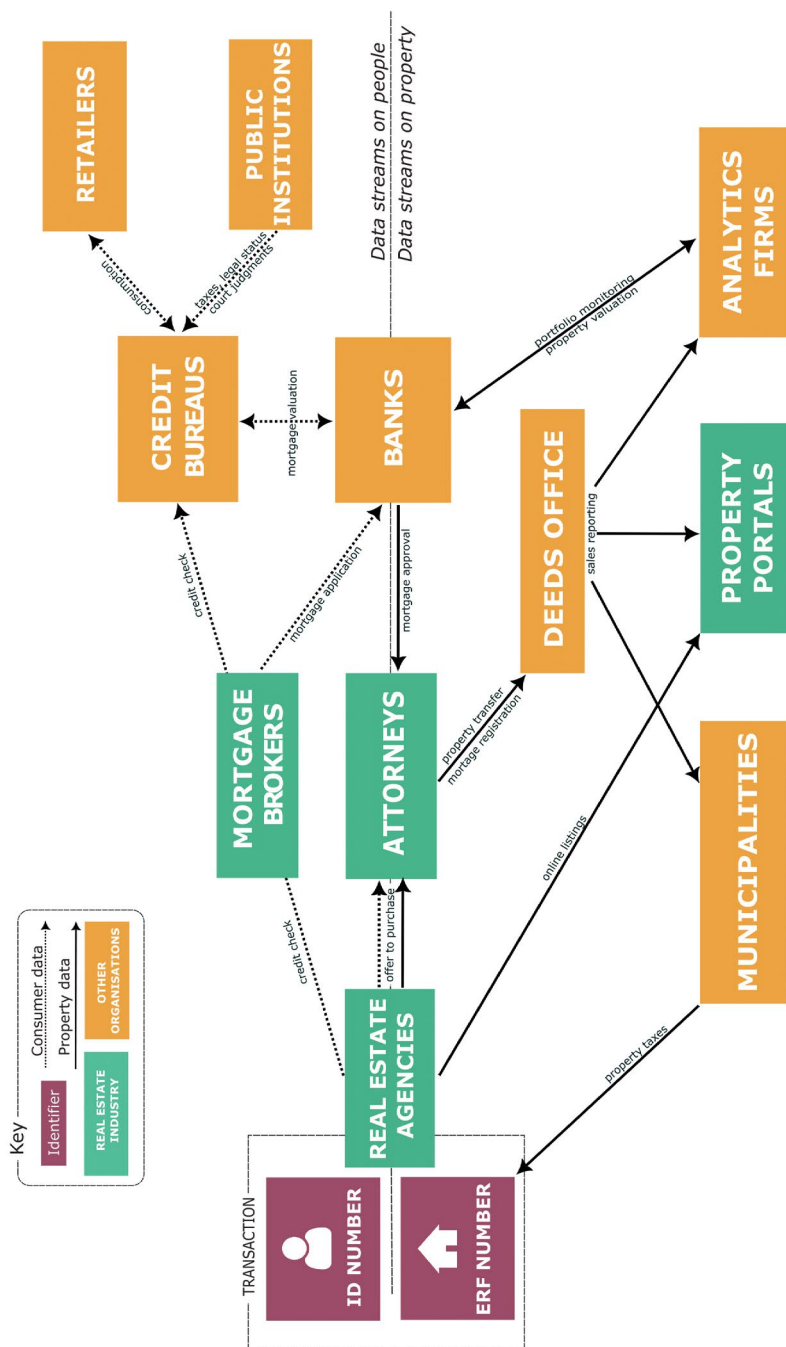 Key
Identifier
Consumer data
Property data
REAL ESTATE
INDUSTRY
OTHER
ORGANISATIONS
RETAILERS
PUBLIC
INSTITUTIONS
consumption
taxes, legal status
court judgments
CREDIT
BUREAUS
credit check
mortgage valuation
MORTGAGE
BROKERS
mortgage application
credit check
BANKS
Data streams on people
Data streams on property
mortgage approval
TRANSACTION
ID NUMBER
ERF NUMBER
REAL ESTATE
AGENCIES
offer to purchase
ATTORNEYS
property transfer
mortage registration
portfolio monitoring
property valuation
DEEDS OFFICE
sales reporting
online listings
property taxes
MUNICIPALITIES
PROPERTY
PORTALS
ANALYTICS
FIRMS